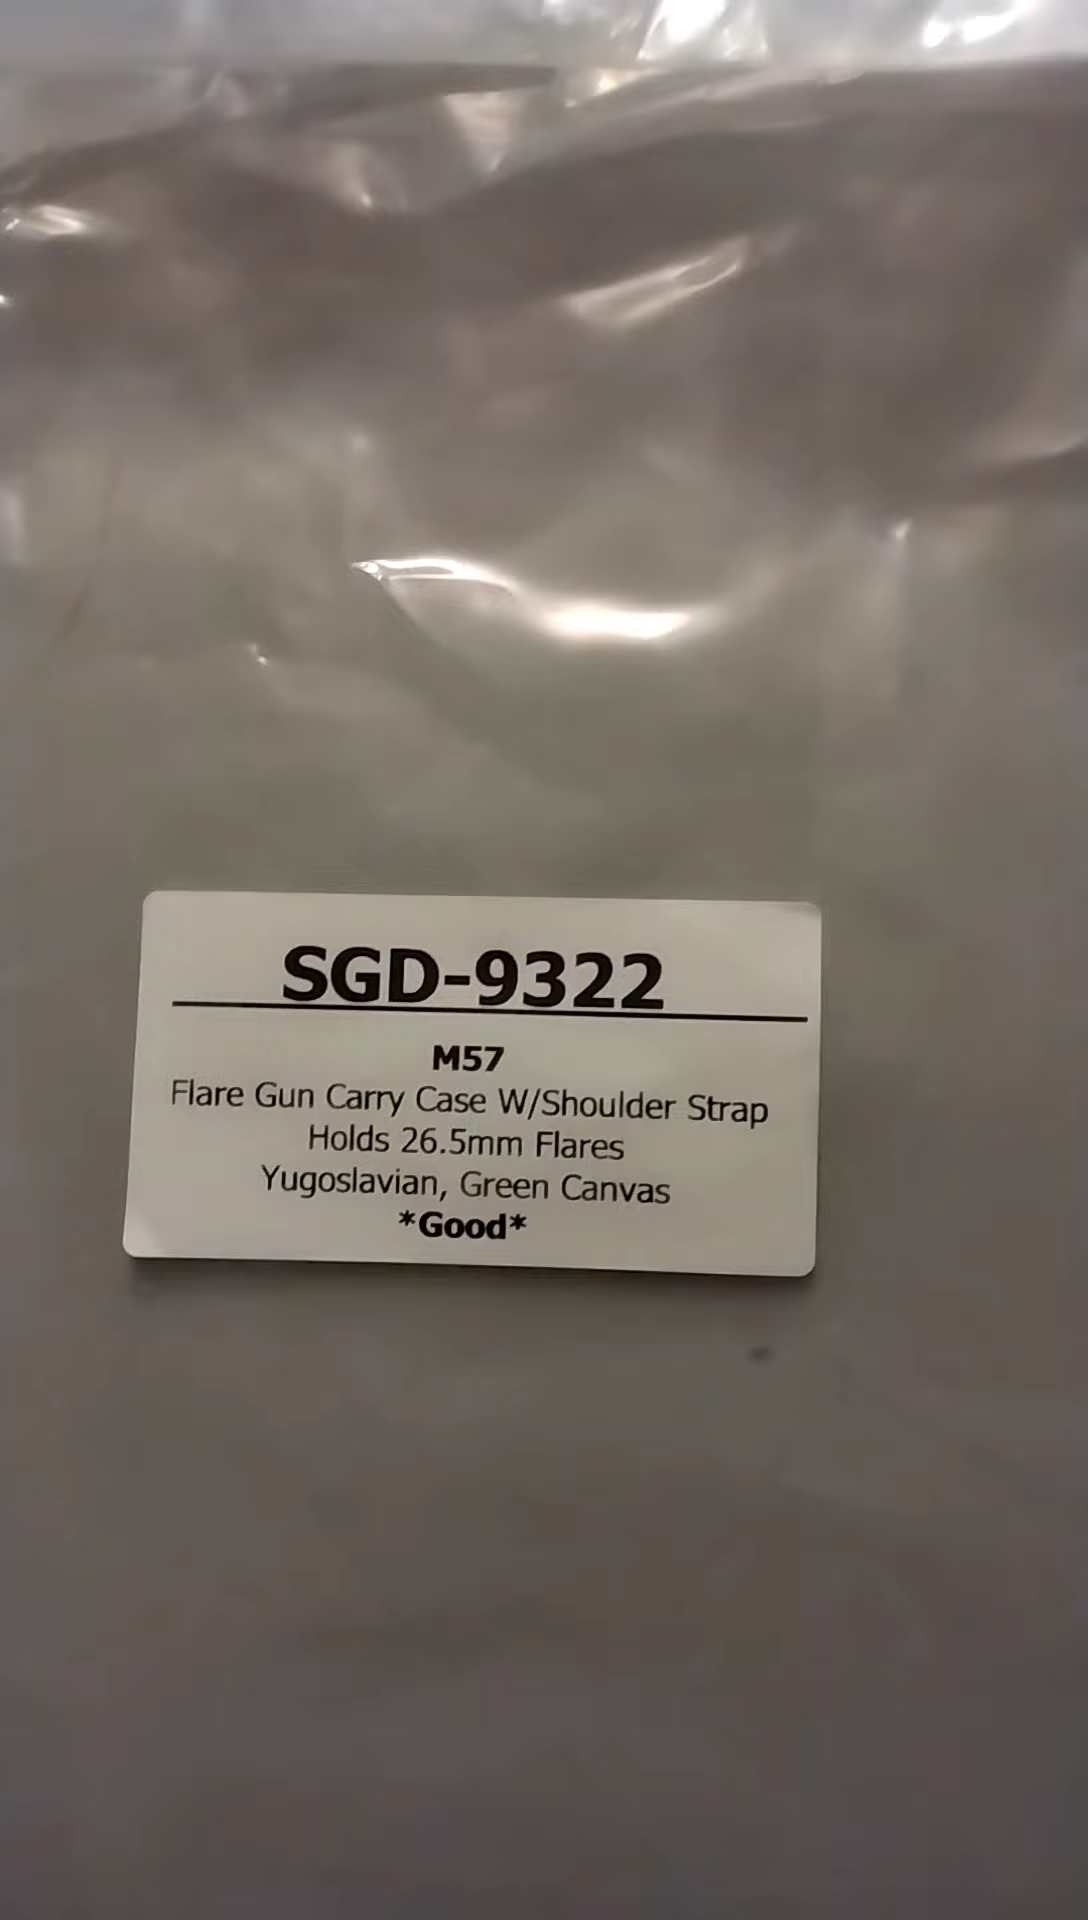 SGD-9322
M57
Flare Gun Carry Case W/Shoulder Strap
Holds 26.5mm Flares
Yugoslavian, Green Canvas
*Good*